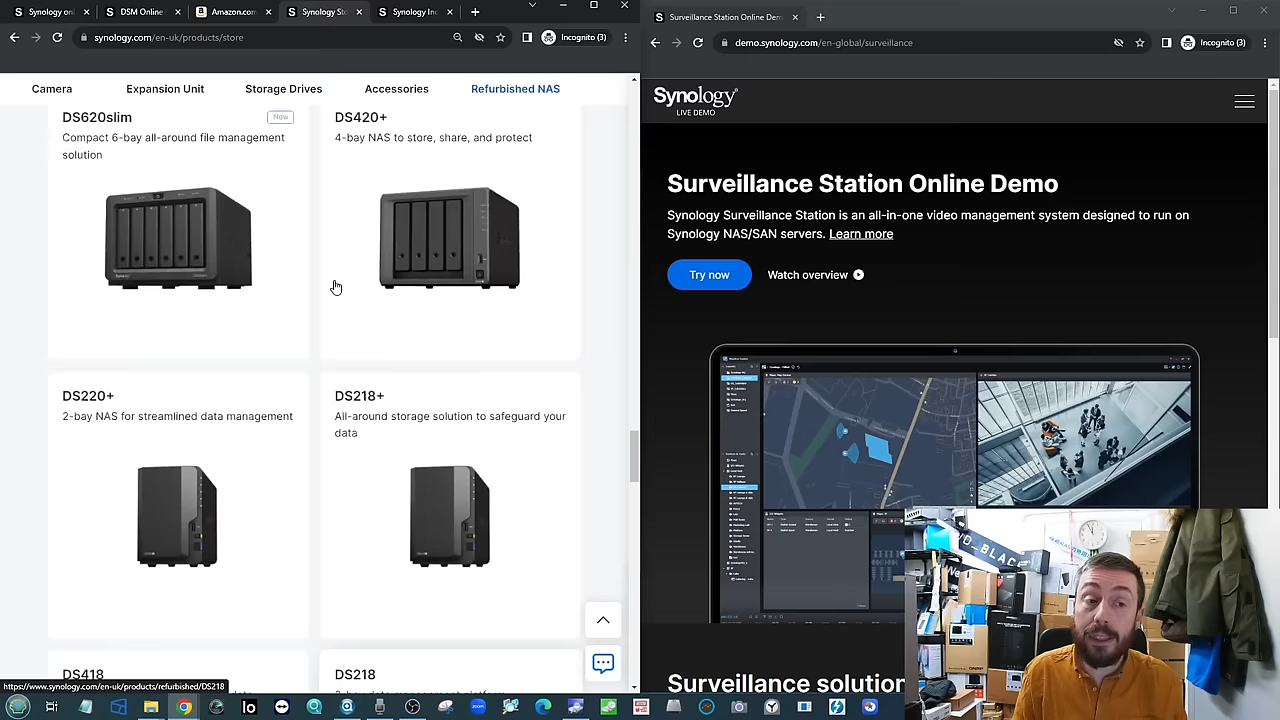 Synology onl
DSM Online
Amazon.com
Synology Sto
Synology Inc
synology.com/en-uk/products/store
Incognito (3)
Camera
Expansion Unit
Storage Drives
Accessories
Refurbished NAS
DS620slim
New
Compact 6-bay all-around file management
solution
DS420+
4-bay NAS to store, share, and protect
DS220+
2-bay NAS for streamlined data management
DS218+
All-around storage solution to safeguard your
data
DS418
DS218
https://www.synology.com/en-uk/products/refurbished/DS218
Surveillance Station Online Dem
demo.synology.com/en-global/surveillance
Incognito (3)
Synology
LIVE DEMO
Surveillance Station Online Demo
Synology Surveillance Station is an all-in-one video management system designed to run on
Synology NAS/SAN servers. Learn more
Try now
Watch overview
Surveillance solution
WD_BLAC
zoom